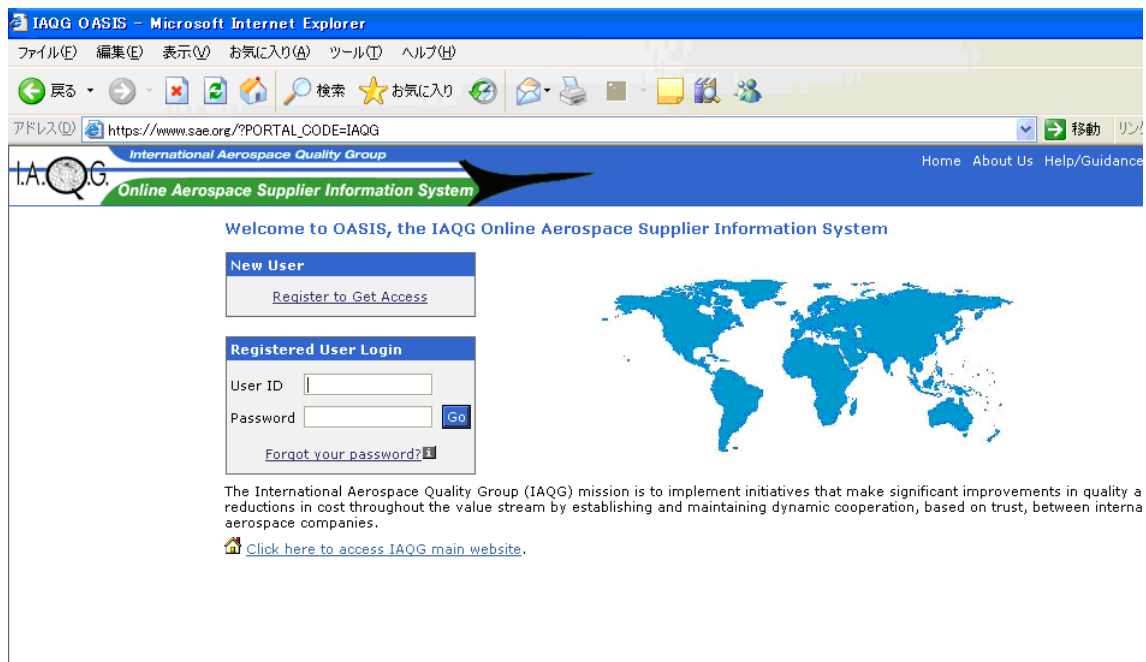 IAQG OASIS - Microsoft Internet Explorer
ファイル(F) 編集(E) 表示(V) お気に入り(A) ツール(T) ヘルプ(H)
戻る 検索 お気に入り
アドレス(D) https://www.sae.org/?PORTAL_CODE=IAQG 移動 リンク
International Aerospace Quality Group
I.A.Q.G.
Home About Us Help/Guidance
Online Aerospace Supplier Information System
Welcome to OASIS, the IAQG Online Aerospace Supplier Information System
New User
Register to Get Access
Registered User Login
User ID
Password Go
Forgot your password? i
The International Aerospace Quality Group (IAQG) mission is to implement initiatives that make significant improvements in quality a
reductions in cost throughout the value stream by establishing and maintaining dynamic cooperation, based on trust, between interna
aerospace companies.
Click here to access IAQG main website.